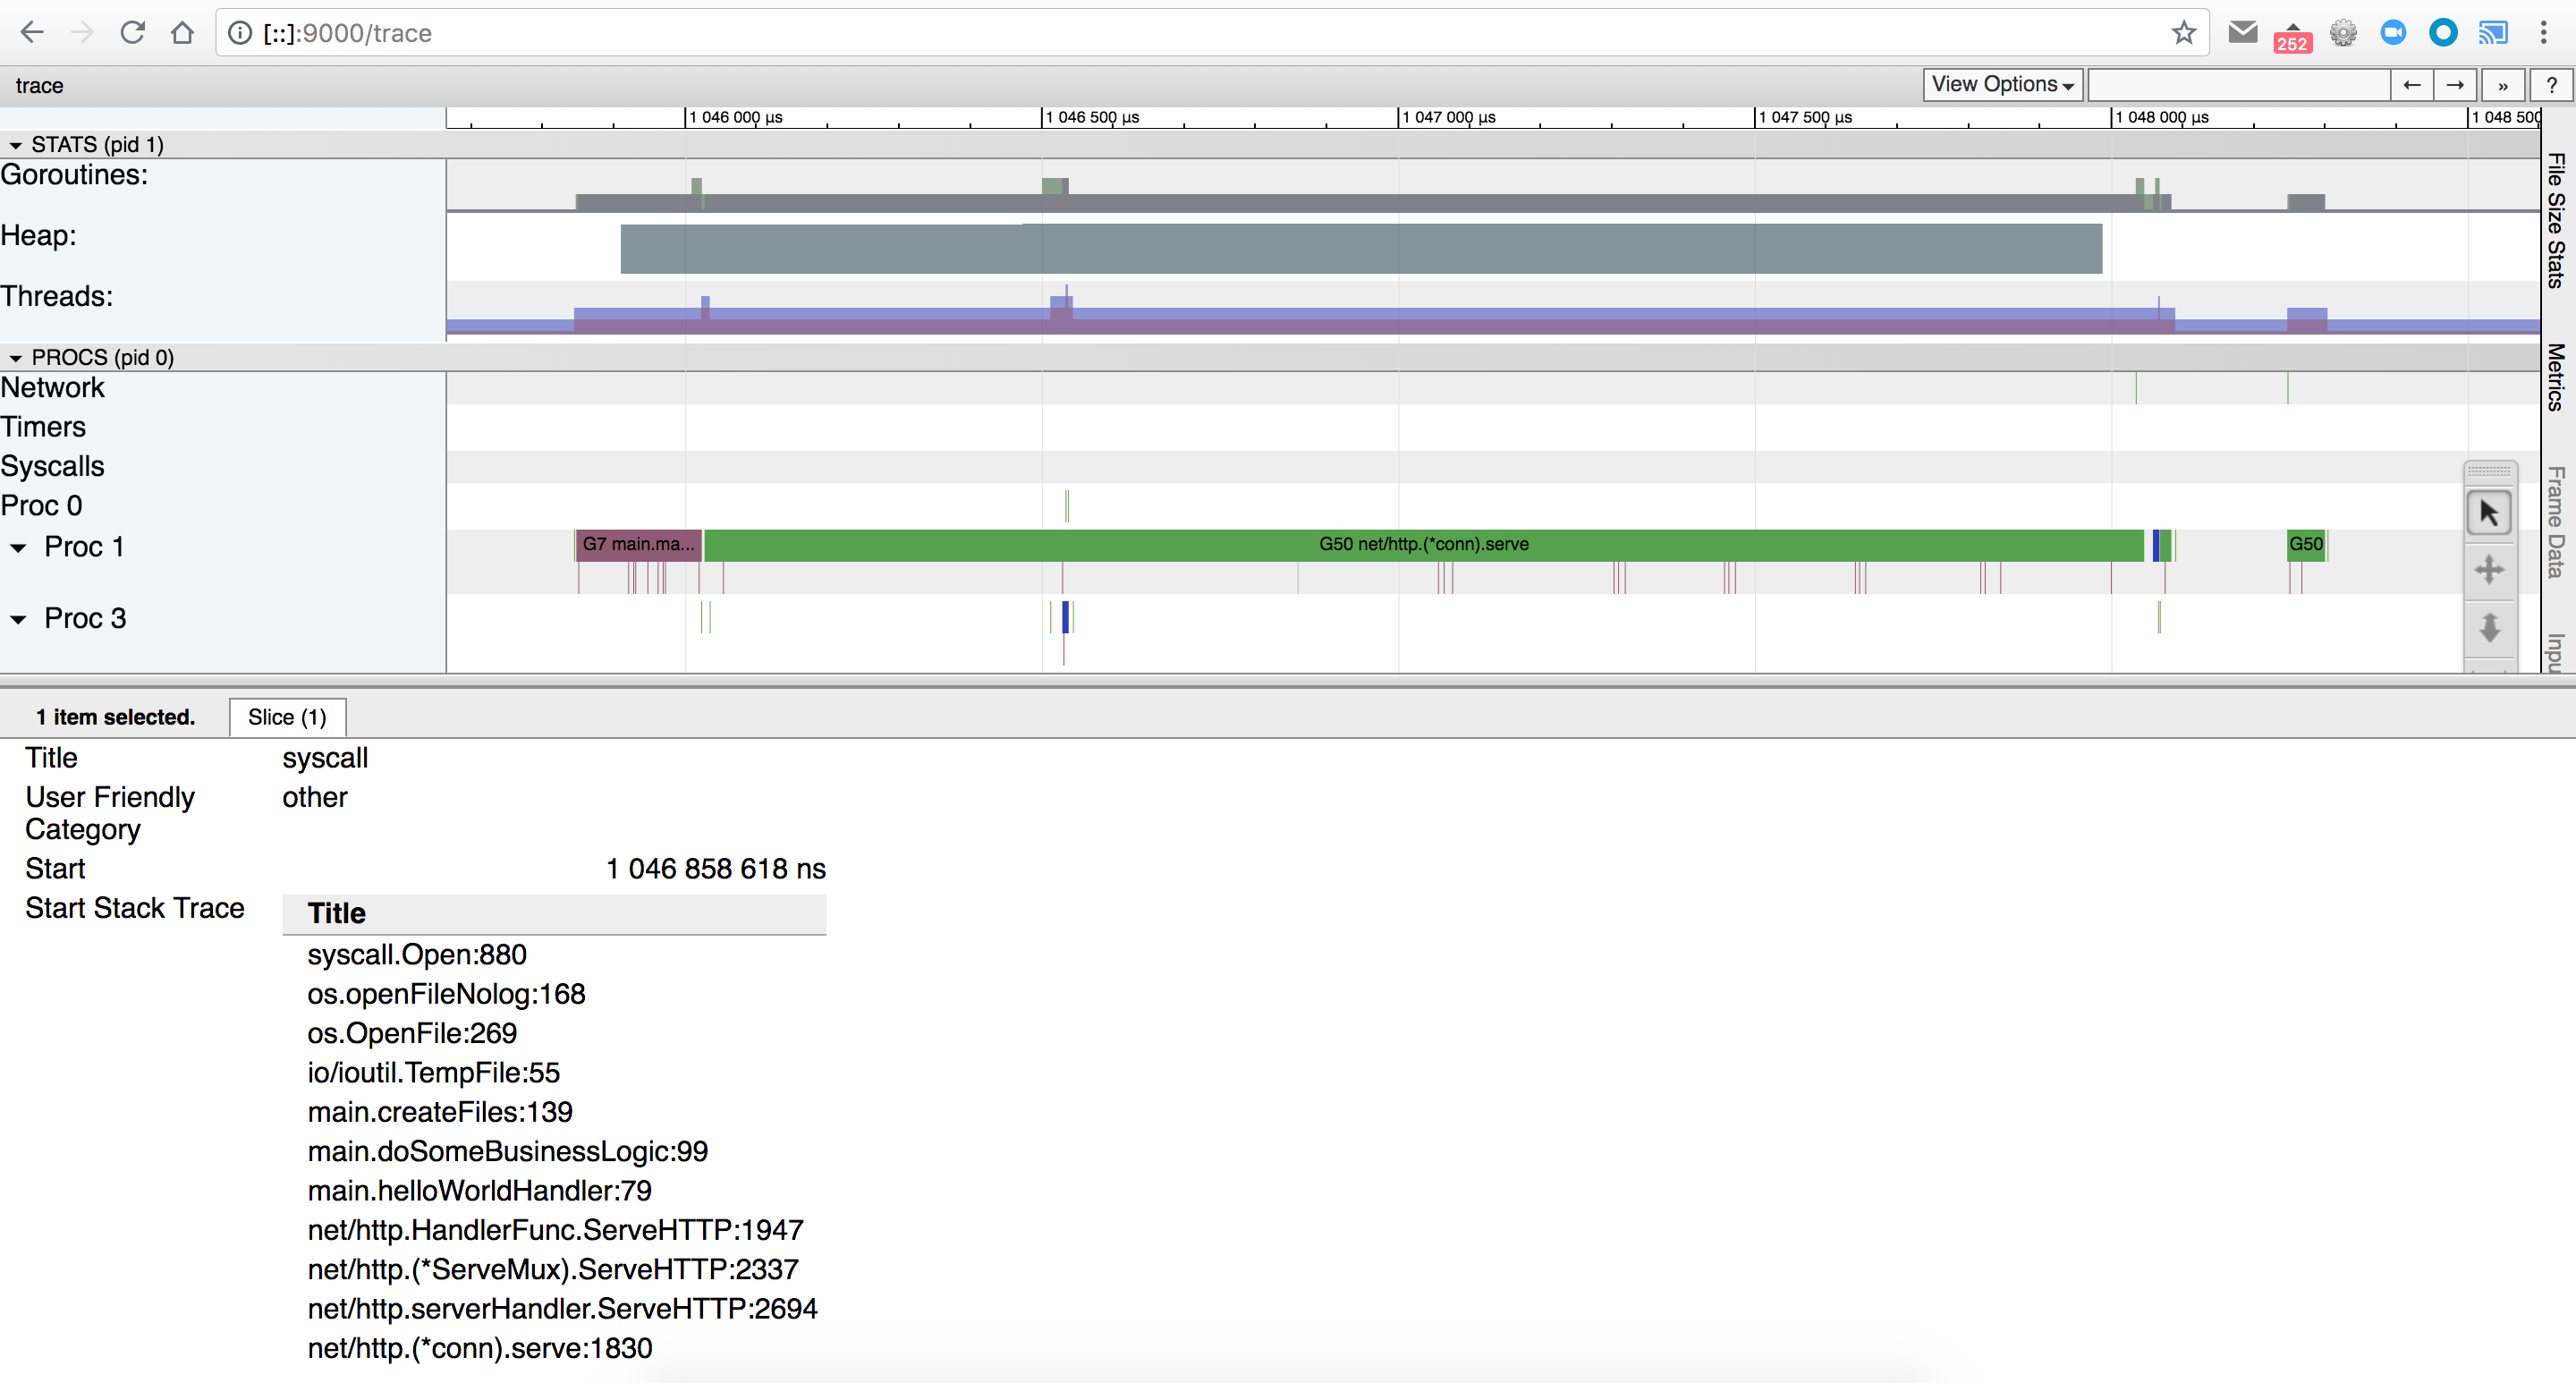 [::]:9000/trace
252
trace
View Options
← → » ?
1 046 000 µs 1 046 500 µs 1 047 000 µs 1 047 500 µs 1 048 000 µs 1 048 500
STATS (pid 1)
Goroutines:
Heap:
Threads:
PROCS (pid 0)
Network
Timers
Syscalls
Proc 0
Proc 1
G7 main.ma...
G50 net/http.(*conn).serve
G50
Proc 3
File Size Stats
Metrics
Frame Data
Inpu
1 item selected.
Slice (1)
Title syscall
User Friendly other
Category
Start 1 046 858 618 ns
Start Stack Trace Title
syscall.Open:880
os.openFileNolog:168
os.OpenFile:269
io/ioutil.TempFile:55
main.createFiles:139
main.doSomeBusinessLogic:99
main.helloWorldHandler:79
net/http.HandlerFunc.ServeHTTP:1947
net/http.(*ServeMux).ServeHTTP:2337
net/http.serverHandler.ServeHTTP:2694
net/http.(*conn).serve:1830